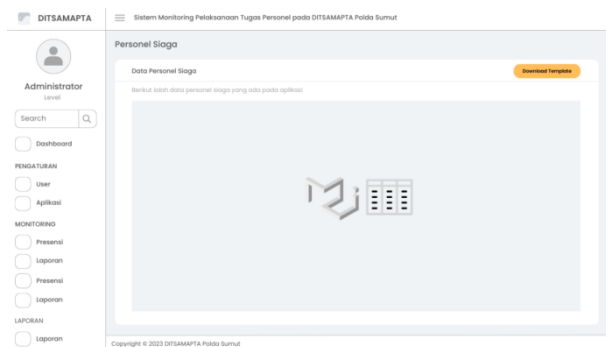 DITSAMAPTA
Sistem Monitoring Pelaksanaan Tugas Personel pada DITSAMAPTA Polda Sumut
Administrator
Level
Search
Dashboard
PENGATURAN
User
Aplikasi
MONITORING
Presensi
Laporan
Presensi
Laporan
LAPORAN
Laporan
Personel Siaga
Data Personel Siaga
Download Template
Berikut ialah data personel siaga yang ada pada aplikasi
Copyright © 2023 DITSAMAPTA Polda Sumut